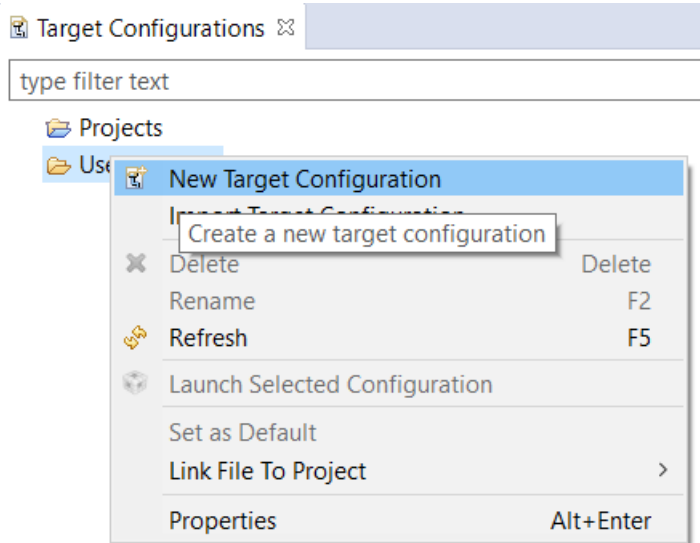 Target Configurations
type filter text
Projects
New Target Configuration
Create a new target configuration
Delete Delete
Rename F2
Refresh F5
Launch Selected Configuration
Set as Default
Link File To Project
Properties Alt+Enter